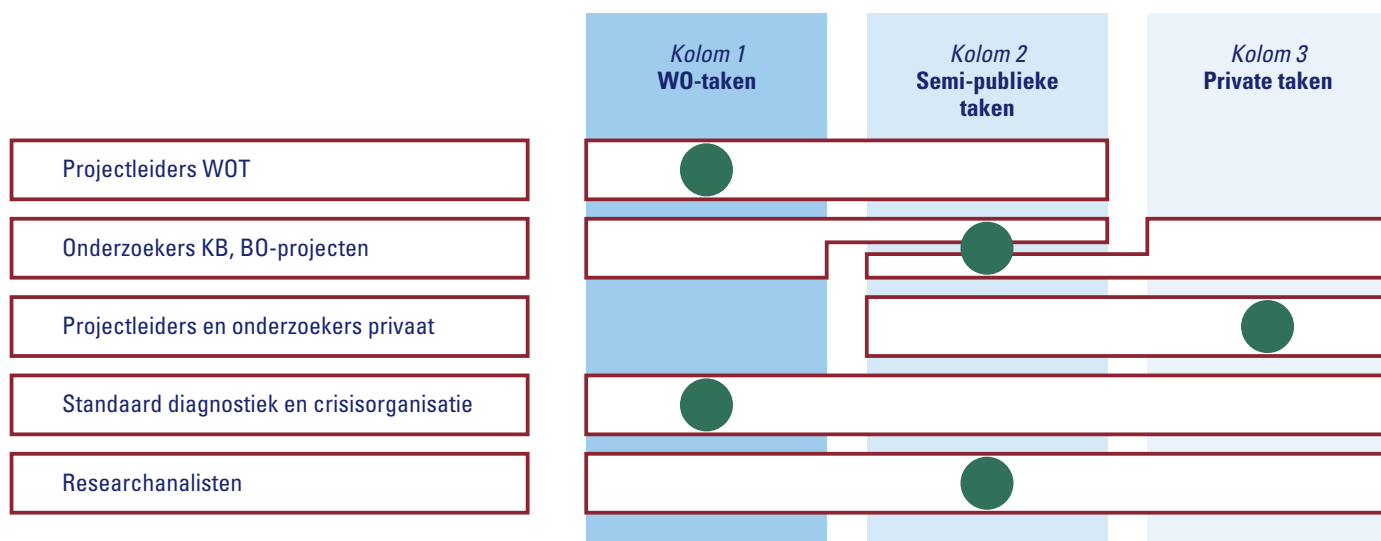 Kolom 1
WO-taken
Kolom 2
Semi-publieke
taken
Kolom 3
Private taken
Projectleiders WOT
Onderzoekers KB, BO-projecten
Projectleiders en onderzoekers privaat
Standaard diagnostiek en crisisorganisatie
Researchanalisten